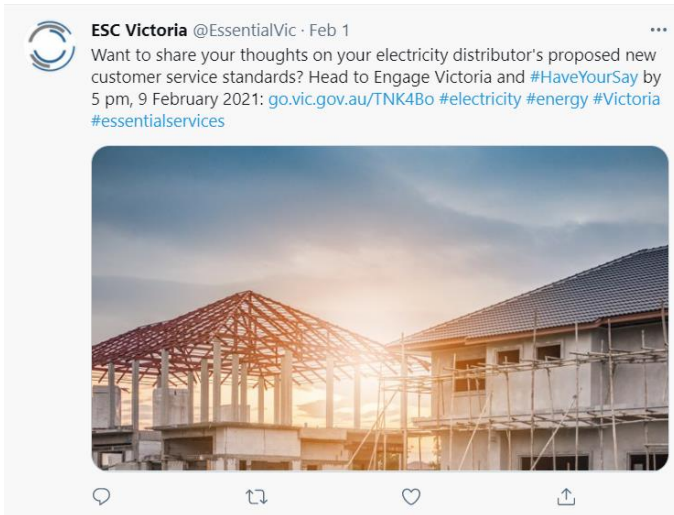 ESC Victoria @EssentialVic · Feb 1
Want to share your thoughts on your electricity distributor's proposed new
customer service standards? Head to Engage Victoria and #HaveYourSay by
5 pm, 9 February 2021: go.vic.gov.au/TNK4Bo #electricity #energy #Victoria
#essentialservices